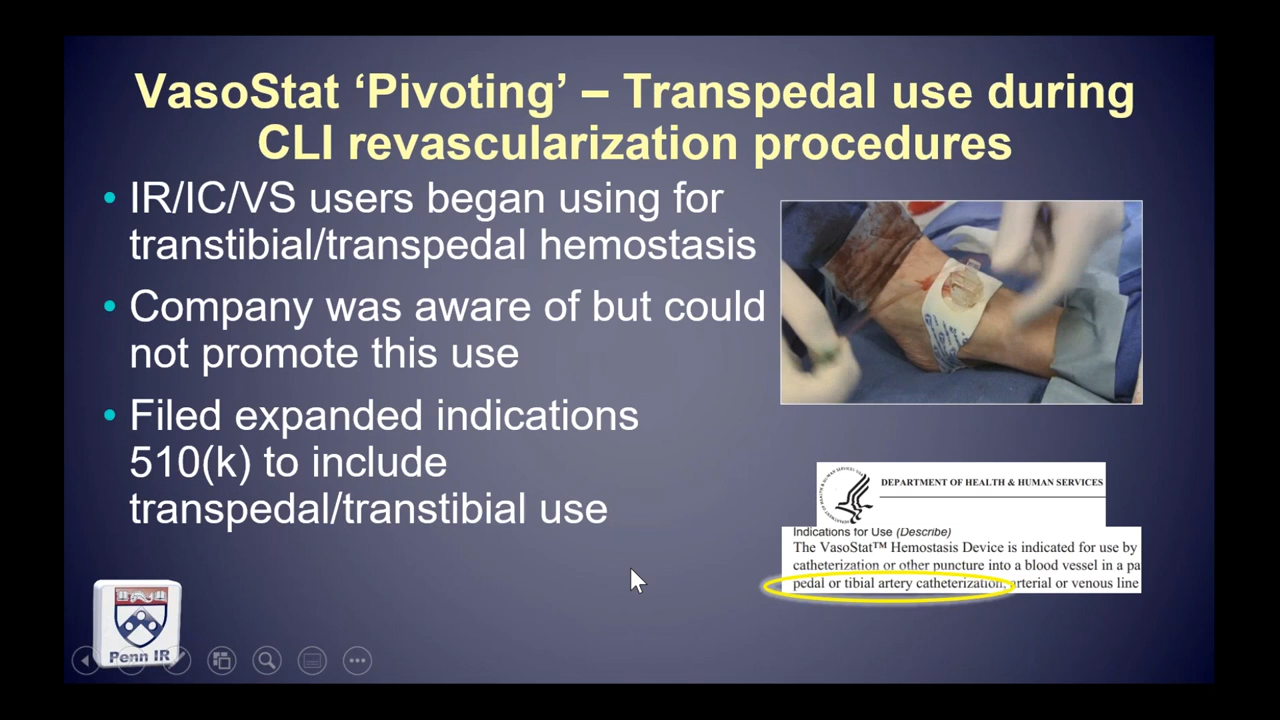 VasoStat ‘Pivoting’ – Transpedal use during
CLI revascularization procedures
• IR/IC/VS users began using for
transtibial/transpedal hemostasis
• Company was aware of but could
not promote this use
• Filed expanded indications
510(k) to include
transpedal/transtibial use
DEPARTMENT OF HEALTH & HUMAN SERVICES
Indications for Use (Describe)
The VasoStat™ Hemostasis Device is indicated for use by
catheterization or other puncture into a blood vessel in a pa
pedal or tibial artery catheterization, arterial or venous line
Penn IR